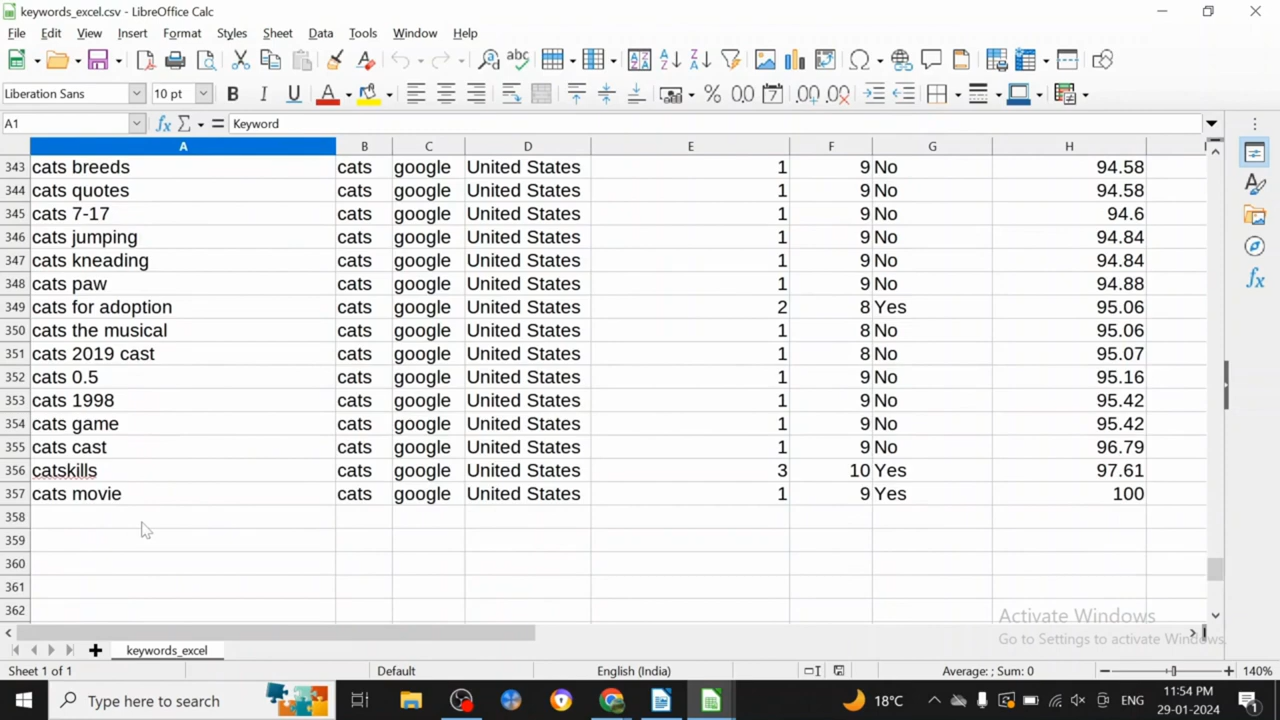 keywords_excel.csv - LibreOffice Calc
File Edit View Insert Format Styles Sheet Data Tools Window Help
Liberation Sans 10 pt
A1 Keyword
A B C D E F G H
343 cats breeds cats google United States 1 9 No 94.58
344 cats quotes cats google United States 1 9 No 94.58
345 cats 7-17 cats google United States 1 9 No 94.6
346 cats jumping cats google United States 1 9 No 94.84
347 cats kneading cats google United States 1 9 No 94.84
348 cats paw cats google United States 1 9 No 94.88
349 cats for adoption cats google United States 2 8 Yes 95.06
350 cats the musical cats google United States 1 8 No 95.06
351 cats 2019 cast cats google United States 1 8 No 95.07
352 cats 0.5 cats google United States 1 9 No 95.16
353 cats 1998 cats google United States 1 9 No 95.42
354 cats game cats google United States 1 9 No 95.42
355 cats cast cats google United States 1 9 No 96.79
356 catskills cats google United States 3 10 Yes 97.61
357 cats movie cats google United States 1 9 Yes 100
358
359
360
361
362
Activate Windows
Go to Settings to activate Windows.
keywords_excel
Sheet 1 of 1 Default English (India) Average: ; Sum: 0 140%
Type here to search 18°C ENG 11:54 PM
29-01-2024 1